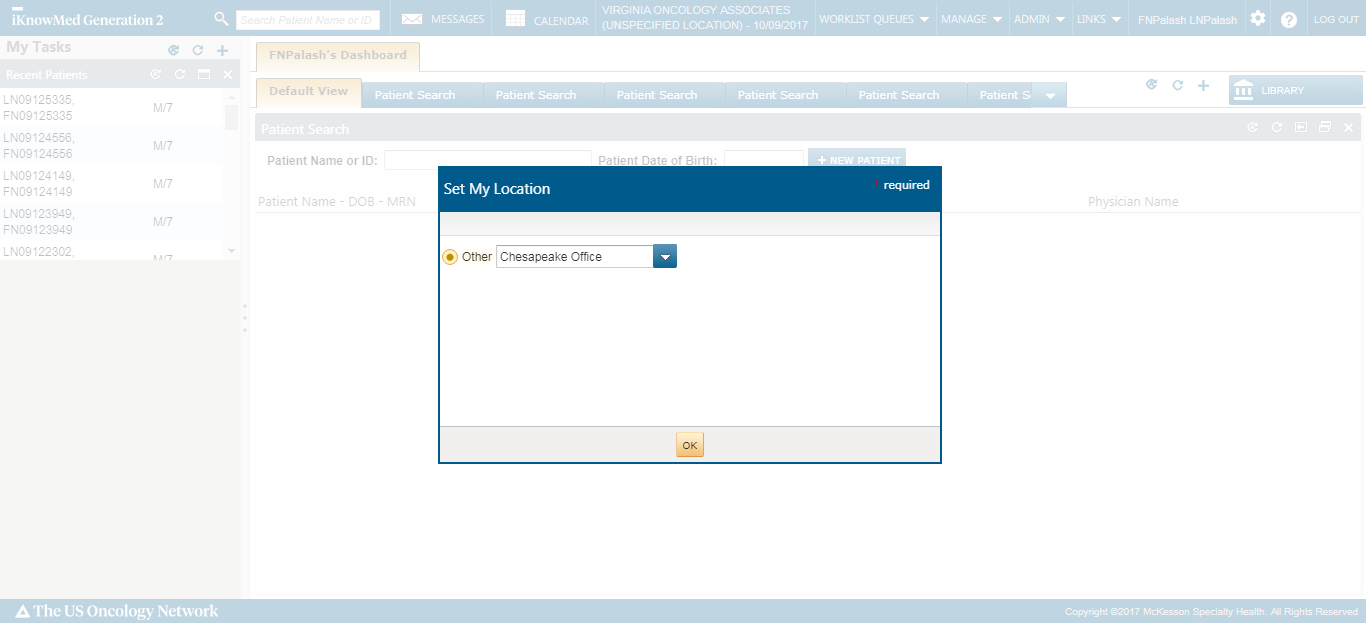 iKnowMed Generation 2
Search Patient Name or ID
MESSAGES
CALENDAR
VIRGINIA ONCOLOGY ASSOCIATES
(UNSPECIFIED LOCATION) - 10/09/2017
WORKLIST QUEUES
MANAGE
ADMIN
LINKS
FNPalash LNPalash
?
LOG OUT
My Tasks
Recent Patients
LN09125335,
FN09125335
M/7
LN09124556,
FN09124556
M/7
LN09124149,
FN09124149
M/7
LN09123949,
FN09123949
M/7
LN09122302,
M/7
FNPalash's Dashboard
Default View
Patient Search
Patient Search
Patient Search
Patient Search
Patient Search
Patient S
LIBRARY
Patient Search
Patient Name or ID:
Patient Date of Birth:
+ NEW PATIENT
Patient Name - DOB - MRN
Physician Name
Set My Location
* required
Other
Chesapeake Office
OK
The US Oncology Network
Copyright ©2017 McKesson Specialty Health. All Rights Reserved